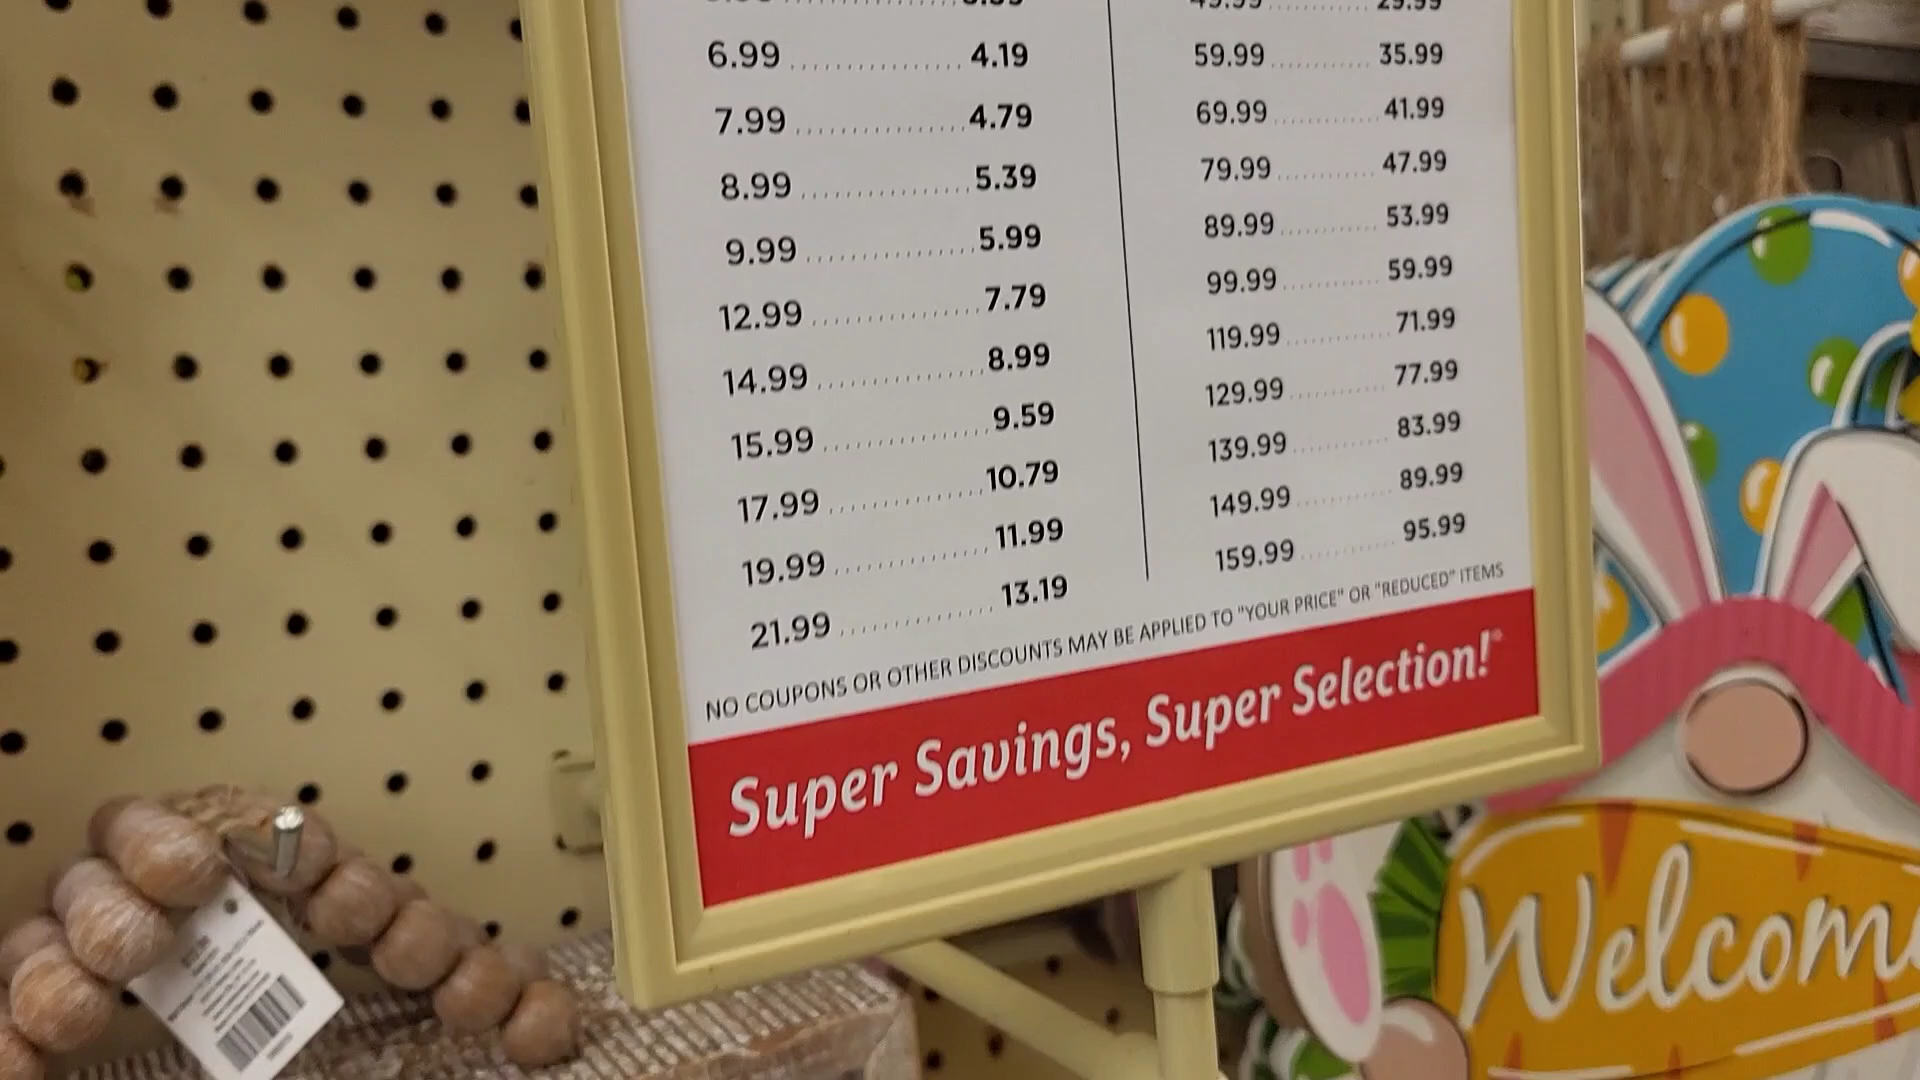 6.99 ................ 4.19
7.99 ................ 4.79
8.99 ................ 5.39
9.99 ................ 5.99
12.99 ................ 7.79
14.99 ................ 8.99
15.99 ................ 9.59
17.99 ................ 10.79
19.99 ................ 11.99
21.99 ................ 13.19
49.99 ............ 29.99
59.99 ............ 35.99
69.99 ............ 41.99
79.99 ............ 47.99
89.99 ............ 53.99
99.99 ............ 59.99
119.99 ............ 71.99
129.99 ............ 77.99
139.99 ............ 83.99
149.99 ............ 89.99
159.99 ............ 95.99
NO COUPONS OR OTHER DISCOUNTS MAY BE APPLIED TO "YOUR PRICE" OR "REDUCED" ITEMS
Super Savings, Super Selection!®
Welcome